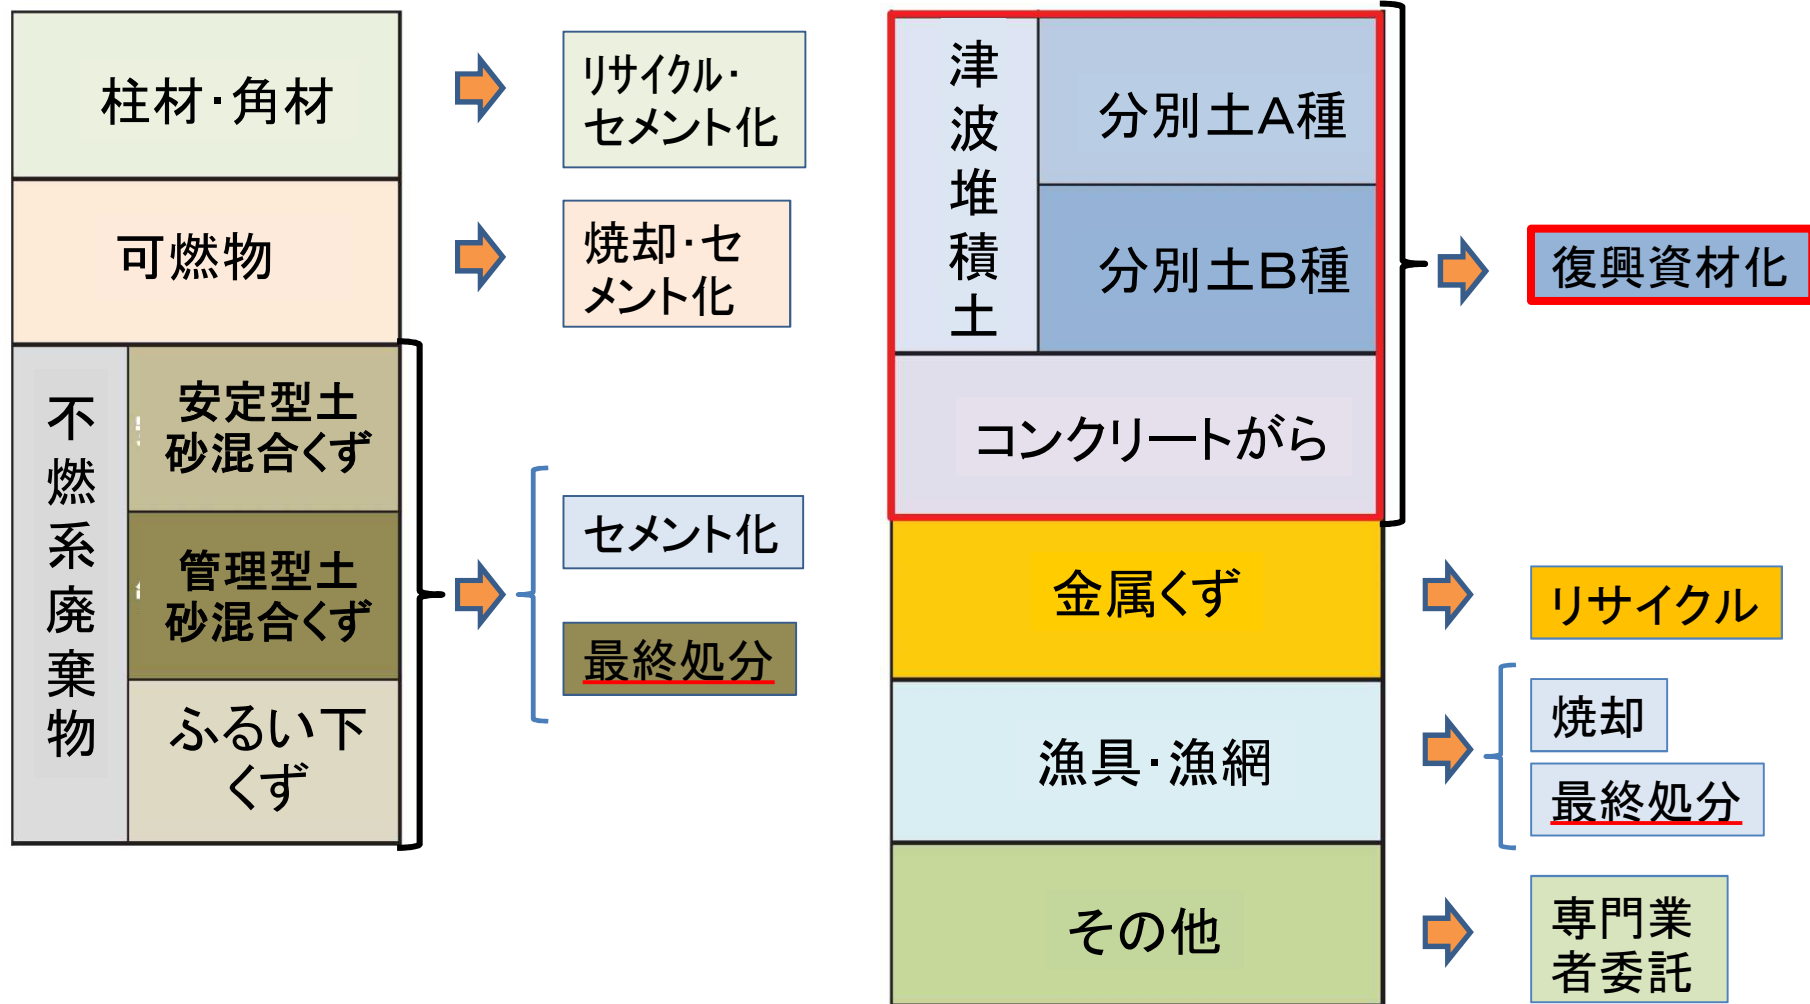 柱材・角材
リサイクル・
セメント化
可燃物
焼却・セ
メント化
不燃系廃棄物
安定型土
砂混合くず
管理型土
砂混合くず
ふるい下
くず
セメント化
最終処分
津波堆積土
分別土A種
分別土B種
コンクリートがら
復興資材化
金属くず
リサイクル
漁具・漁網
焼却
最終処分
その他
専門業
者委託